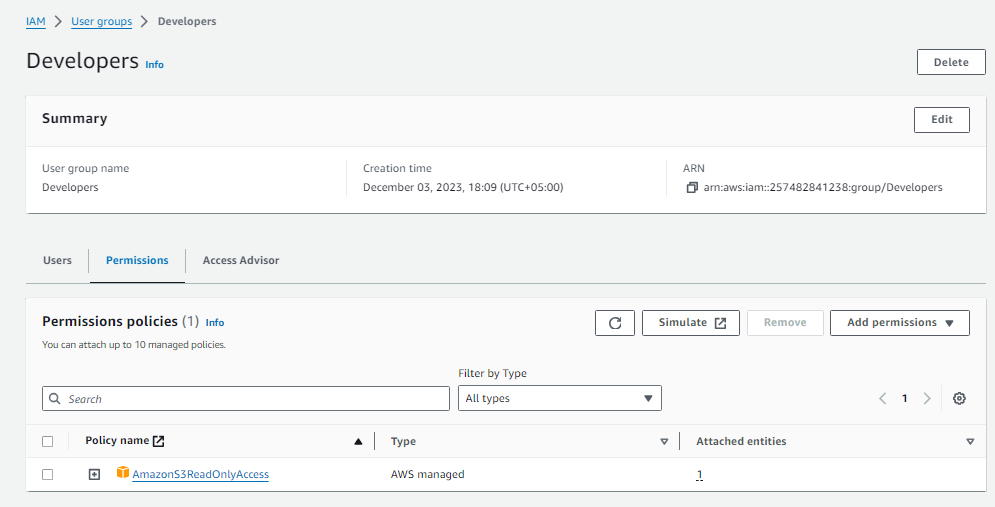 IAM > User groups > Developers
Developers Info
Delete
Summary
Edit
User group name
Developers
Creation time
December 03, 2023, 18:09 (UTC+05:00)
ARN
arn:aws:iam::257482841238:group/Developers
Users
Permissions
Access Advisor
Permissions policies (1) Info
You can attach up to 10 managed policies.
Simulate
Remove
Add permissions
Filter by Type
Search
All types
1
Policy name
Type
Attached entities
AmazonS3ReadOnlyAccess
AWS managed
1